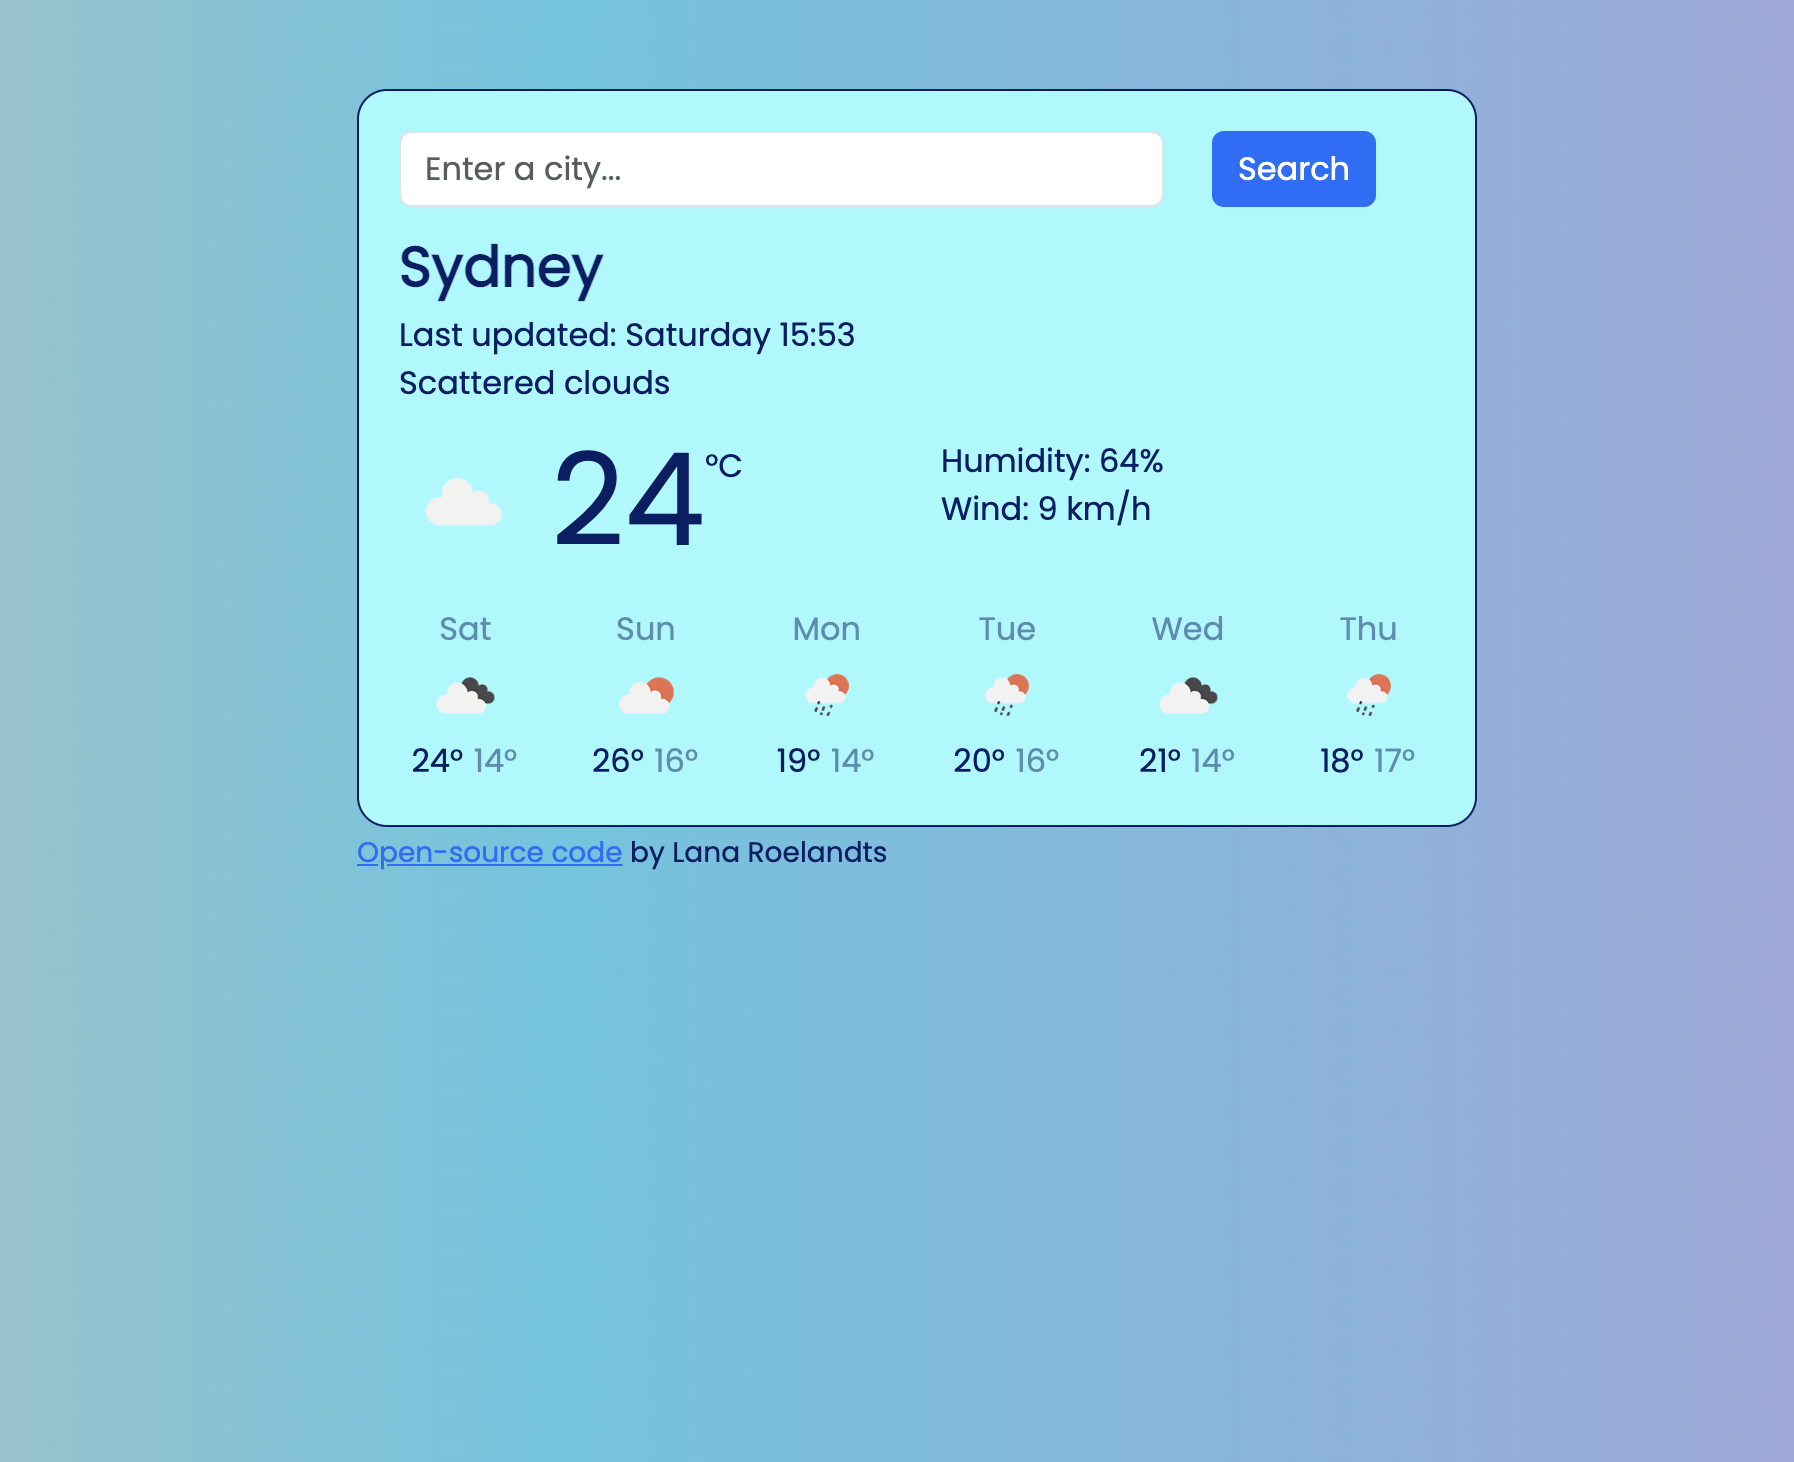 Enter a city...
Search
Sydney
Last updated: Saturday 15:53
Scattered clouds
24 °C
Humidity: 64%
Wind: 9 km/h
Sat Sun Mon Tue Wed Thu
24° 14° 26° 16° 19° 14° 20° 16° 21° 14° 18° 17°
Open-source code by Lana Roelandts